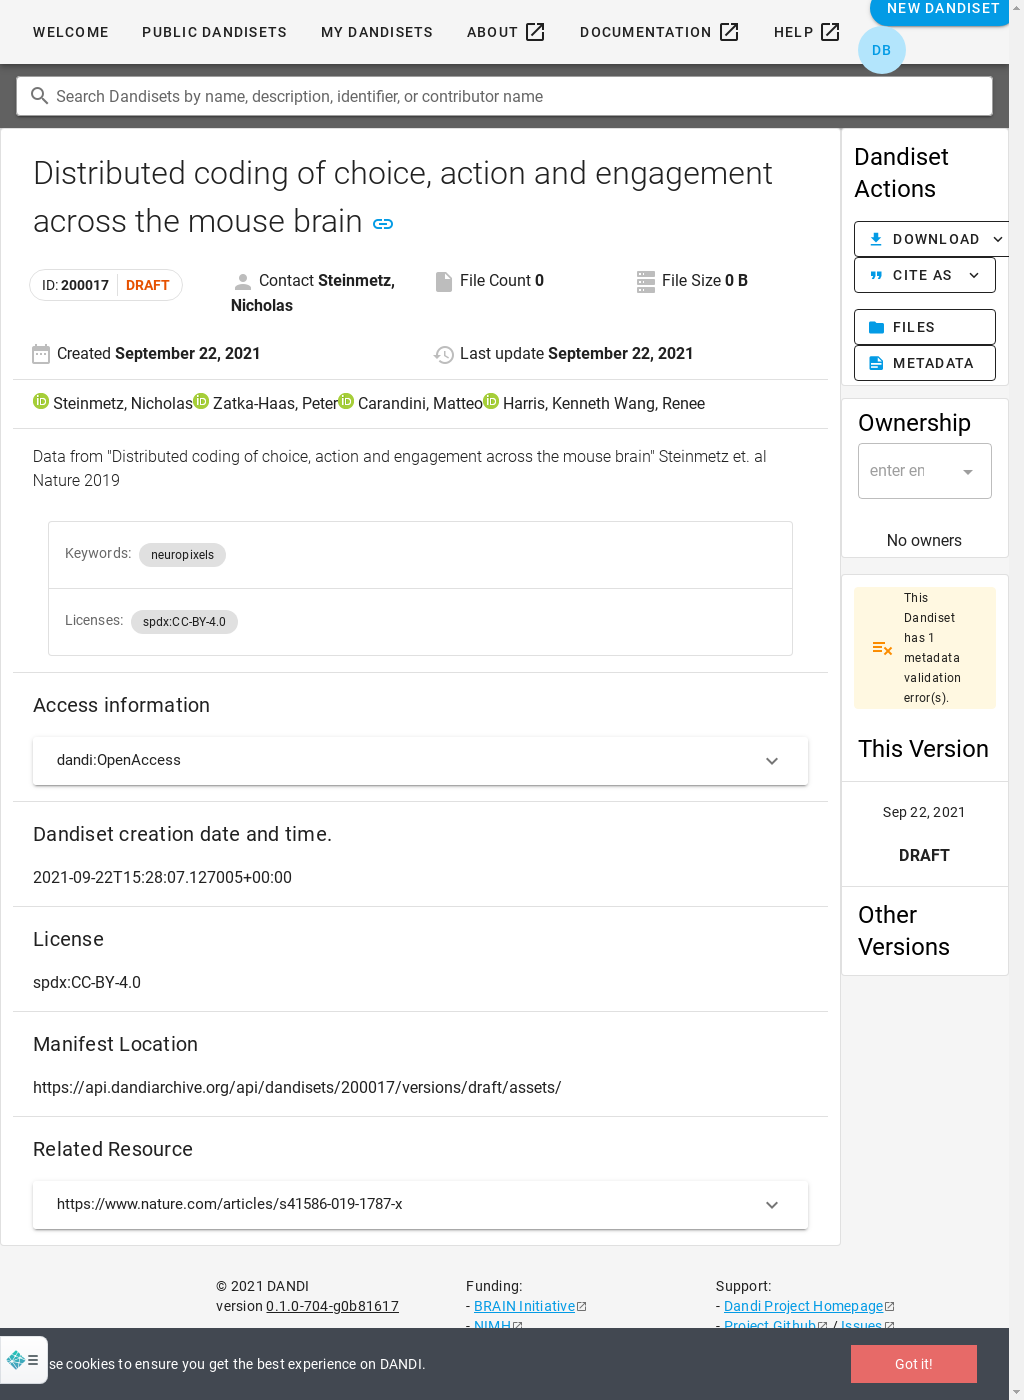 WELCOME PUBLIC DANDISETS MY DANDISETS ABOUT DOCUMENTATION HELP NEW DANDISET
DB
Search Dandisets by name, description, identifier, or contributor name
Distributed coding of choice, action and engagement
across the mouse brain
ID: 200017 DRAFT
Contact Steinmetz,
Nicholas
File Count 0
File Size 0 B
Created September 22, 2021
Last update September 22, 2021
Steinmetz, Nicholas Zatka-Haas, Peter Carandini, Matteo Harris, Kenneth Wang, Renee
Data from "Distributed coding of choice, action and engagement across the mouse brain" Steinmetz et. al
Nature 2019
Keywords: neuropixels
Licenses: spdx:CC-BY-4.0
Access information
dandi:OpenAccess
Dandiset creation date and time.
2021-09-22T15:28:07.127005+00:00
License
spdx:CC-BY-4.0
Manifest Location
https://api.dandiarchive.org/api/dandisets/200017/versions/draft/assets/
Related Resource
https://www.nature.com/articles/s41586-019-1787-x
Dandiset
Actions
DOWNLOAD
CITE AS
FILES
METADATA
Ownership
enter en
No owners
This
Dandiset
has 1
metadata
validation
error(s).
This Version
Sep 22, 2021
DRAFT
Other
Versions
© 2021 DANDI
version 0.1.0-704-g0b81617
Funding:
- BRAIN Initiative
- NIMH
Support:
- Dandi Project Homepage
- Project Github / Issues
se cookies to ensure you get the best experience on DANDI.
Got it!